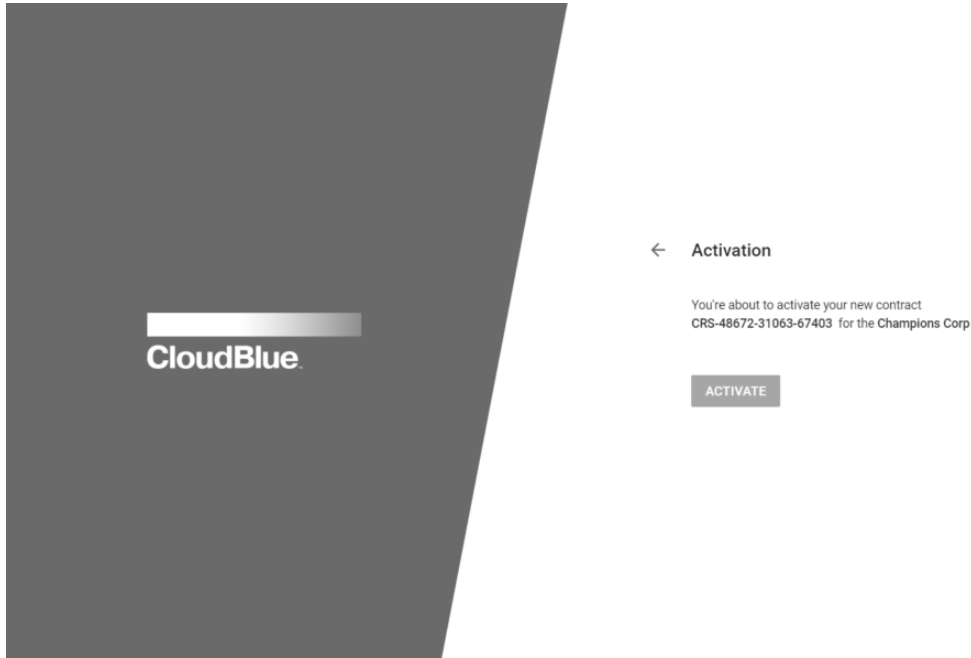 CloudBlue
Activation
You're about to activate your new contract
CRS-48672-31063-67403 for the Champions Corp
ACTIVATE